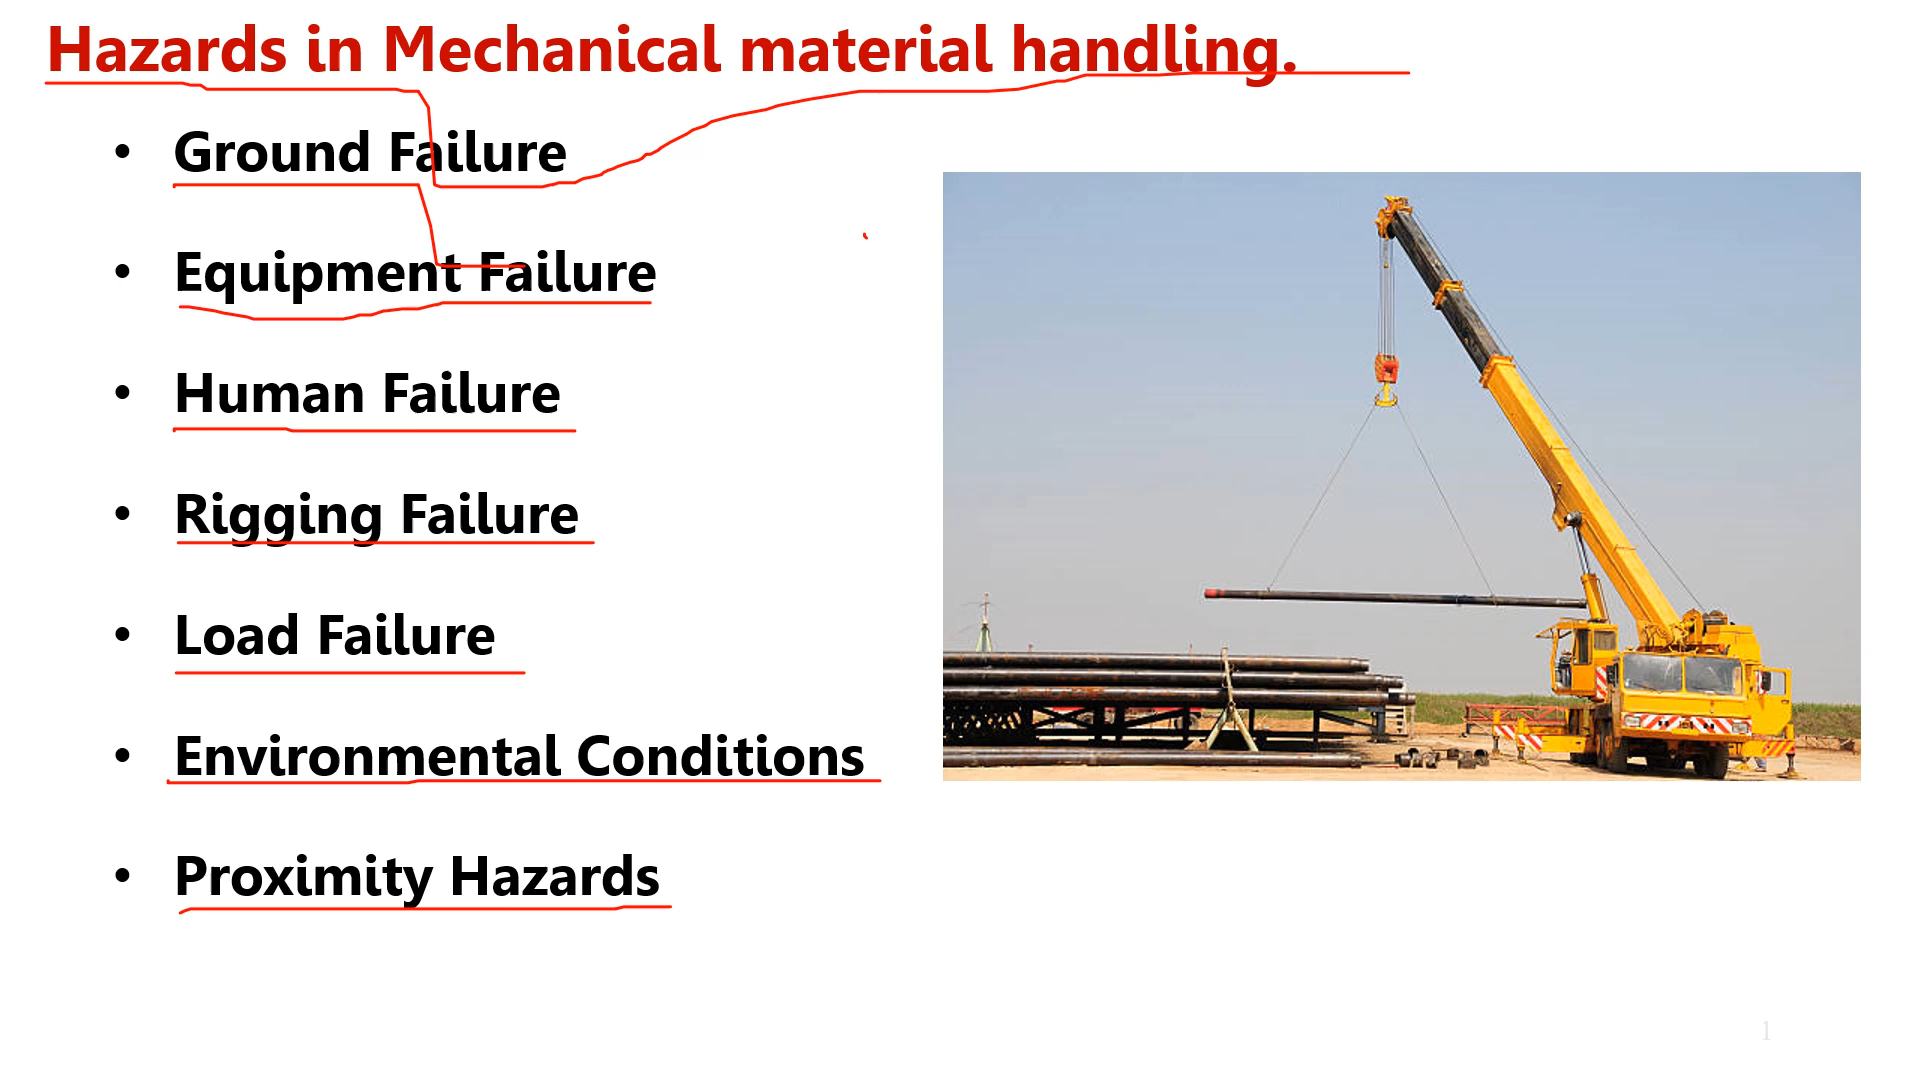 Hazards in Mechanical material handling.
• Ground Failure
• Equipment Failure
• Human Failure
• Rigging Failure
• Load Failure
• Environmental Conditions
• Proximity Hazards
1